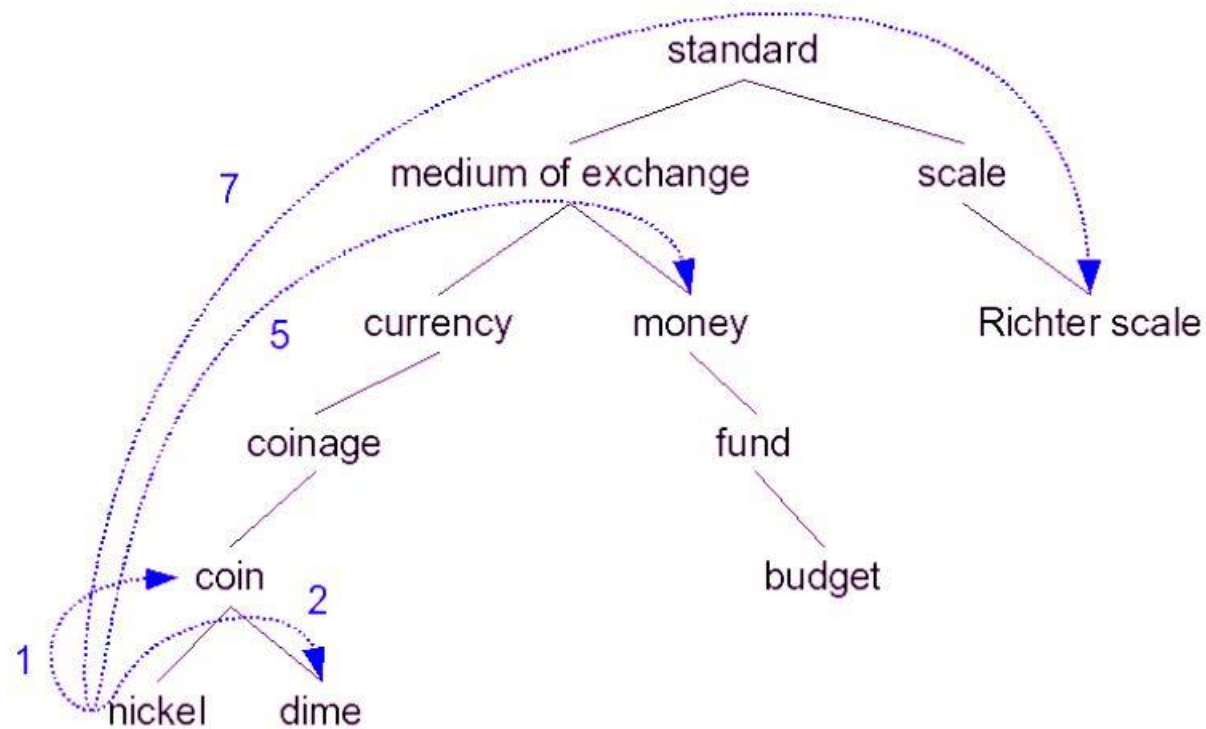 standard
medium of exchange
scale
7
5
currency
money
Richter scale
coinage
fund
coin
budget
2
1
nickel
dime